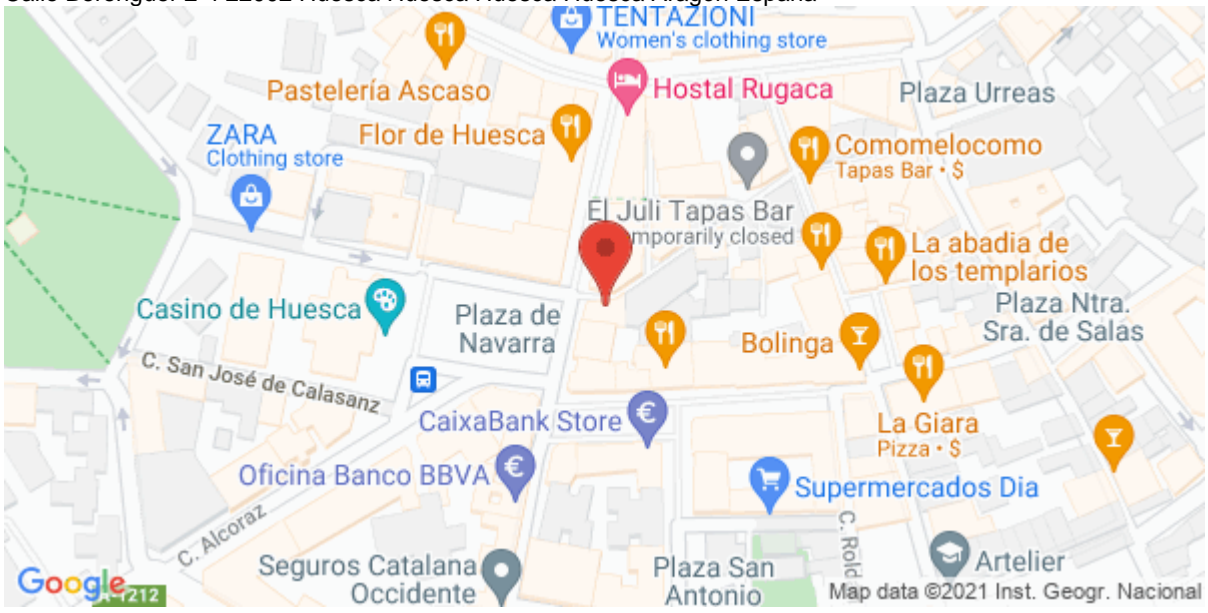 TENTAZIONI
Women's clothing store
Pastelería Ascaso
Hostal Rugaca
Plaza Urreas
ZARA
Clothing store
Flor de Huesca
Comomelocomo
Tapas Bar • $
El Juli Tapas Bar
mporarily closed
La abadia de
los templarios
Casino de Huesca
Plaza de
Navarra
Plaza Ntra.
Sra. de Salas
Bolinga
C. San José de Calasanz
CaixaBank Store
La Giara
Pizza • $
Oficina Banco BBVA
Supermercados Dia
C. Alcoraz
C. Rold
Seguros Catalana
Occidente
Plaza San
Antonio
Artelier
Google
1212
Map data ©2021 Inst. Geogr. Nacional